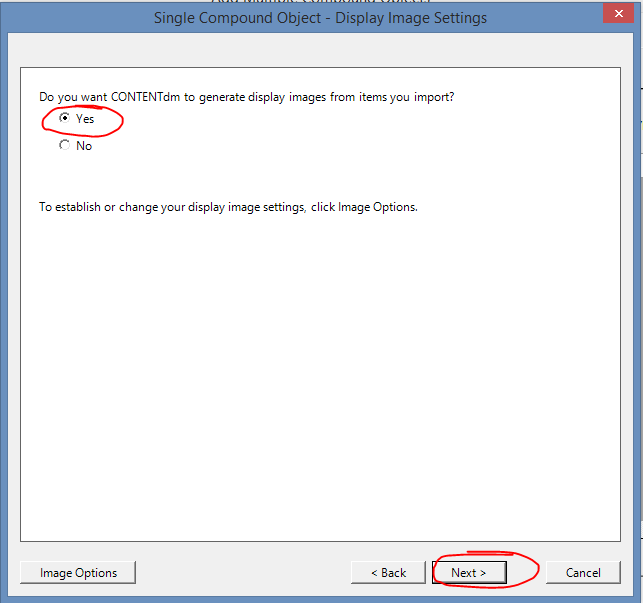 Single Compound Object - Display Image Settings
Do you want CONTENTdm to generate display images from items you import?
Yes
No
To establish or change your display image settings, click Image Options.
Image Options
< Back
Next >
Cancel